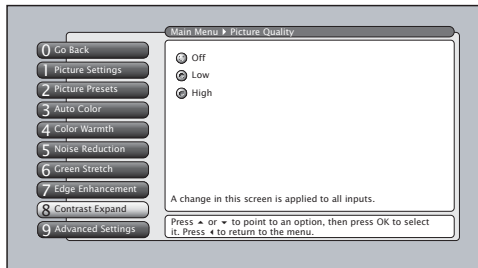 Main Menu ▶ Picture Quality
0 Go Back
1 Picture Settings
2 Picture Presets
3 Auto Color
4 Color Warmth
5 Noise Reduction
6 Green Stretch
7 Edge Enhancement
8 Contrast Expand
9 Advanced Settings
Off
Low
High
A change in this screen is applied to all inputs.
Press ▲ or ▼ to point to an option, then press OK to select
it. Press ◀ to return to the menu.